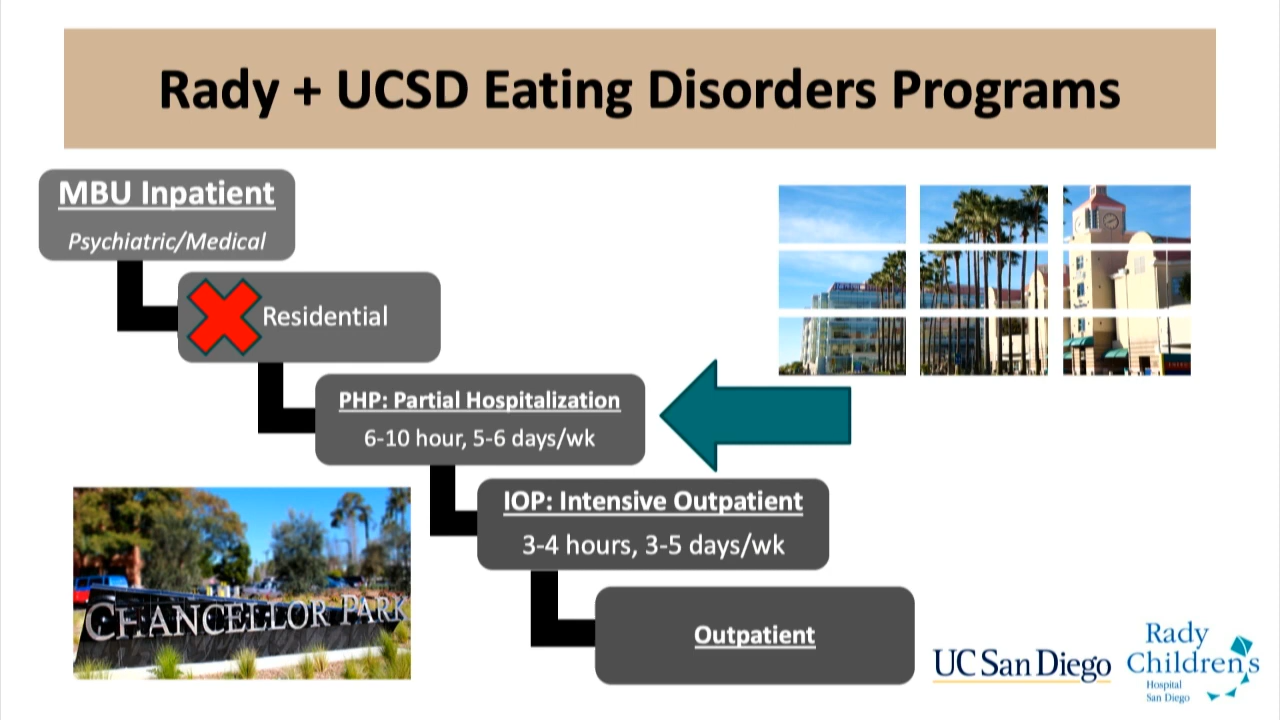 Rady + UCSD Eating Disorders Programs
MBU Inpatient
Psychiatric/Medical
Residential
PHP: Partial Hospitalization
6-10 hour, 5-6 days/wk
IOP: Intensive Outpatient
3-4 hours, 3-5 days/wk
Outpatient
CHANCELLOR PARK
UC San Diego
Rady
Children's
Hospital
San Diego